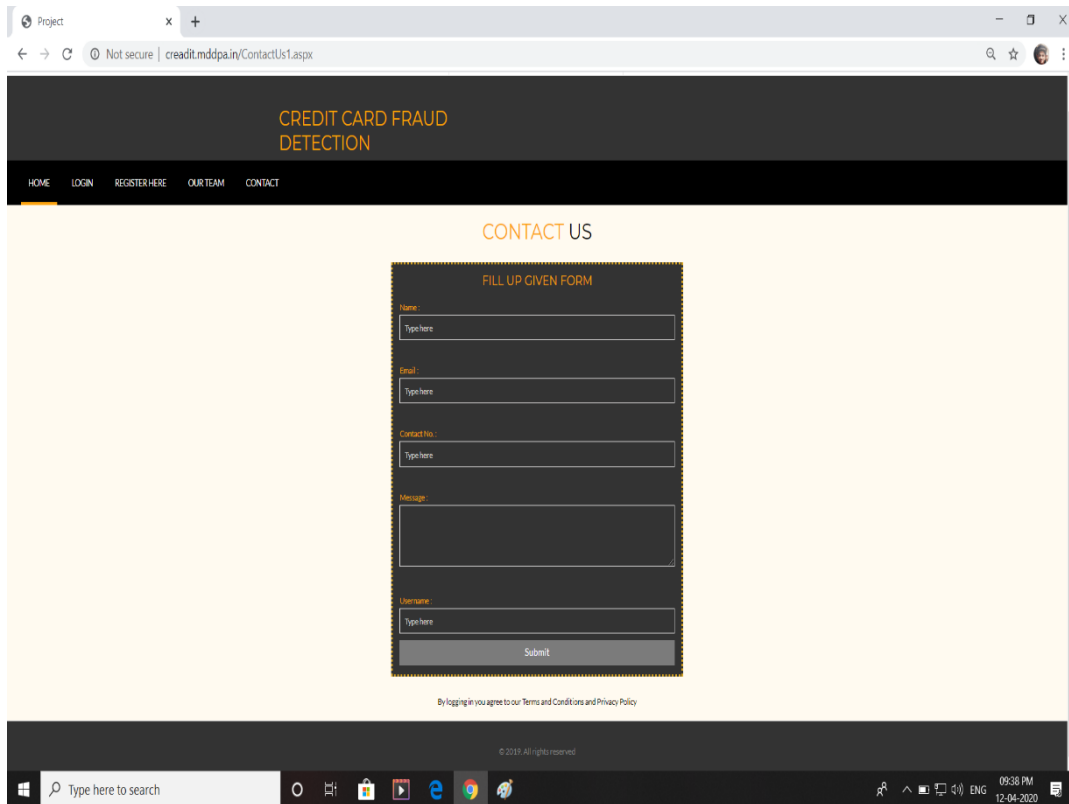 Project
Not secure | creadit.mddpa.in/ContactUs1.aspx
CREDIT CARD FRAUD
DETECTION
HOME LOGIN REGISTER HERE OUR TEAM CONTACT
CONTACT US
FILL UP GIVEN FORM
Name :
Type here
Email :
Type here
Contact No. :
Type here
Message :
Username :
Type here
Submit
By logging in you agree to our Terms and Conditions and Privacy Policy
© 2019. All rights reserved
Type here to search
ENG
09:38 PM
12-04-2020